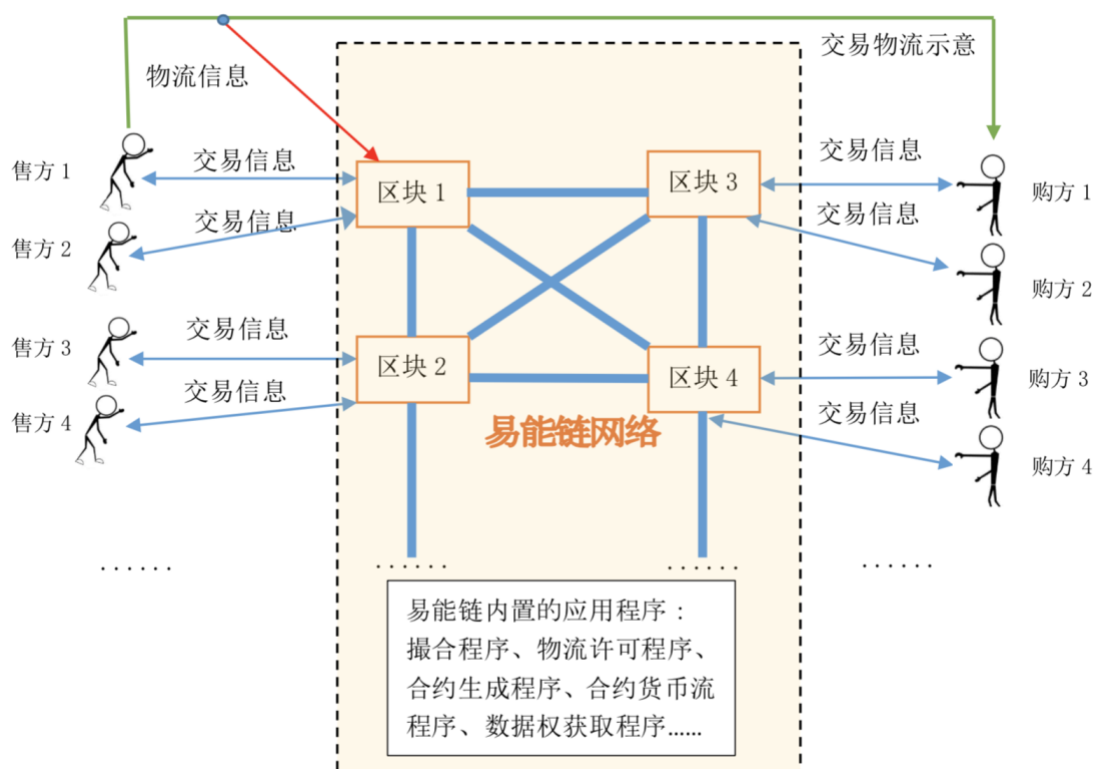 交易物流示意
物流信息
售方 1
交易信息
区块 1
区块 3
交易信息
购方 1
售方 2
交易信息
交易信息
购方 2
售方 3
交易信息
区块 2
区块 4
交易信息
购方 3
售方 4
交易信息
易能链网络
交易信息
购方 4
......
......
......
......
易能链内置的应用程序：
撮合程序、物流许可程序、
合约生成程序、合约货币流
程序、数据权获取程序......